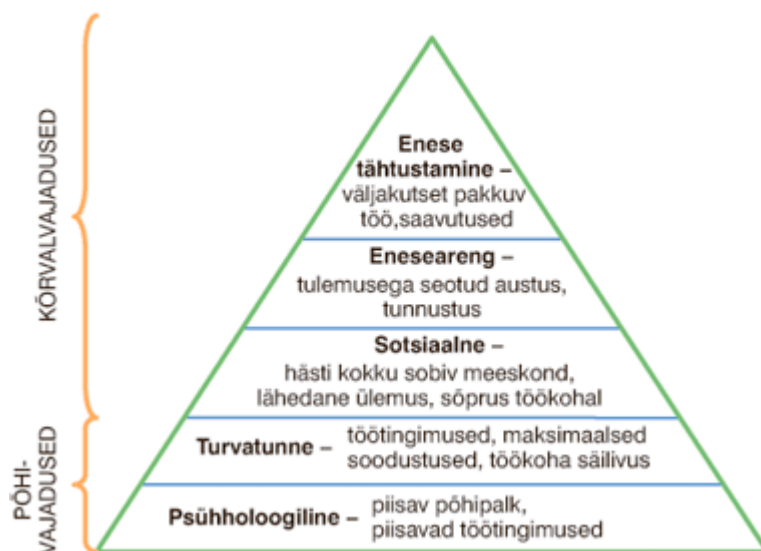 KÕRVALVAJADUSED
Enese
tähtustamine –
väljakutset pakkuv
töö,saavutused
Eneseareng –
tulemusega seotud austus,
tunnustus
Sotsiaalne –
hästi kokku sobiv meeskond,
lähedane ülemus, sõprus töökohal
PÕHI-
VAJADUSED
Turvatunne – töötingimused, maksimaalsed
soodustused, töökoha säilivus
Psühholoogiline – piisav põhipalk,
piisavad töötingimused